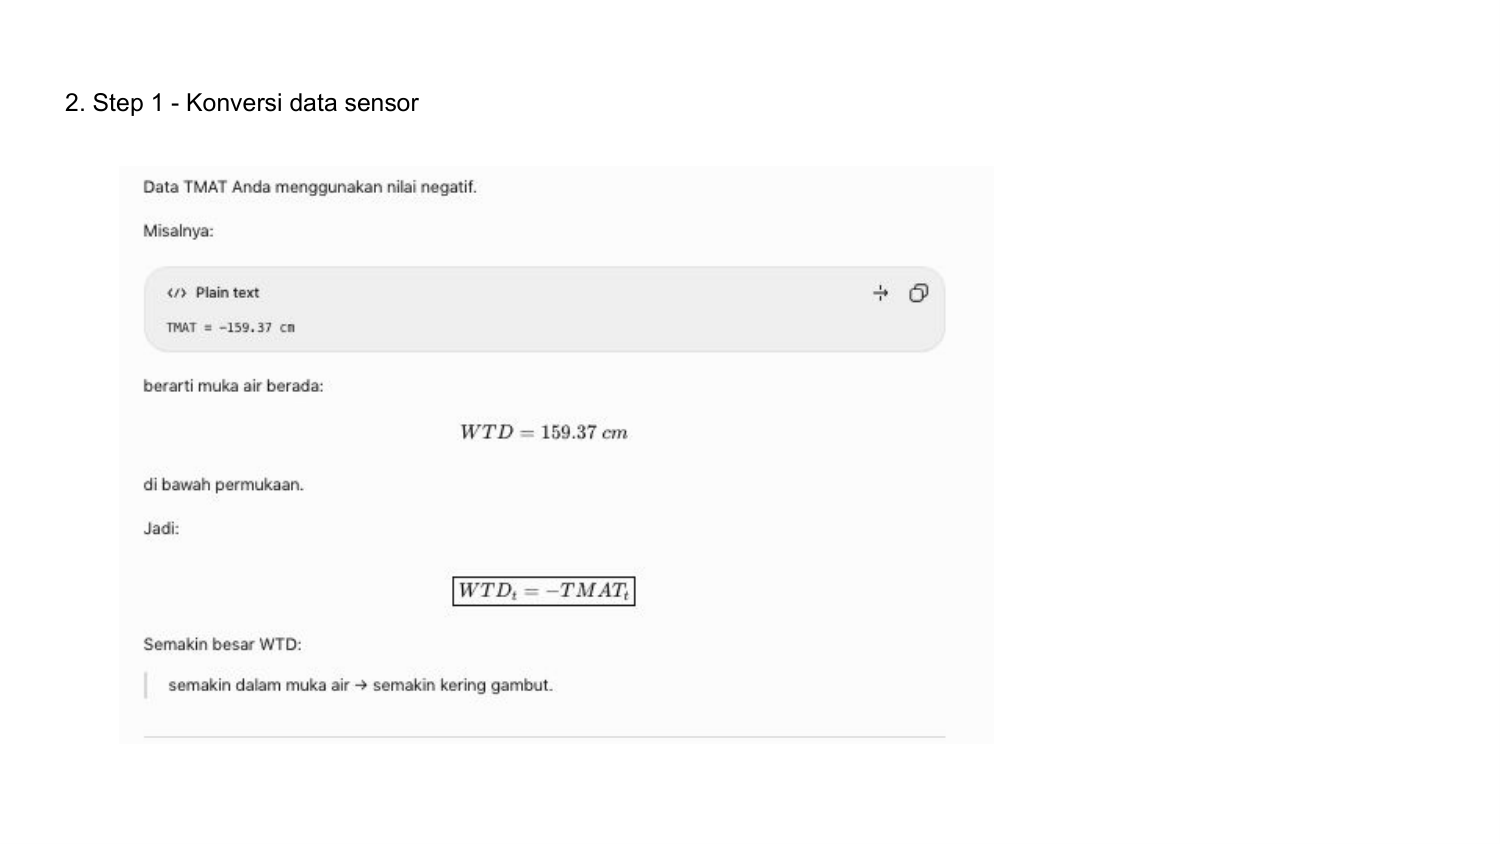 2. Step 1 - Konversi data sensor
Data TMAT Anda menggunakan nilai negatif.
Misalnya:
</> Plain text
TMAT = -159.37 cm
berarti muka air berada:
WTD = 159.37 cm
di bawah permukaan.
Jadi:
WTDₜ = −TMATₜ
Semakin besar WTD:
semakin dalam muka air → semakin kering gambut.